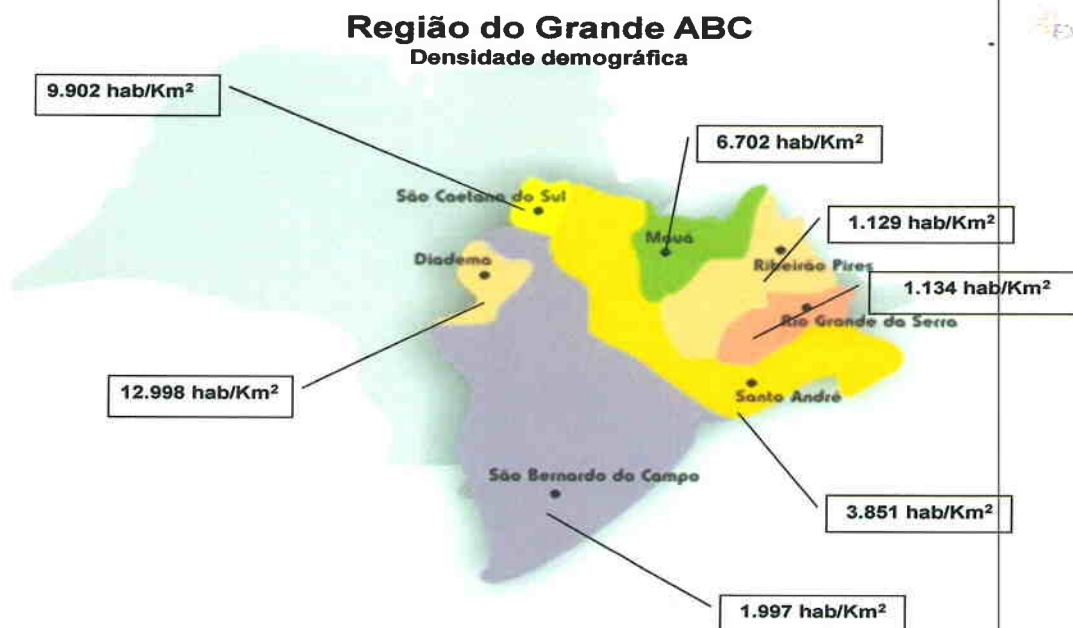 Região do Grande ABC
Densidade demográfica
9.902 hab/Km²
6.702 hab/Km²
São Caetano do Sul
1.129 hab/Km²
Mauá
Diadema
Ribeirão Pires
1.134 hab/Km²
Rio Grande da Serra
12.998 hab/Km²
Santo André
São Bernardo do Campo
3.851 hab/Km²
1.997 hab/Km²